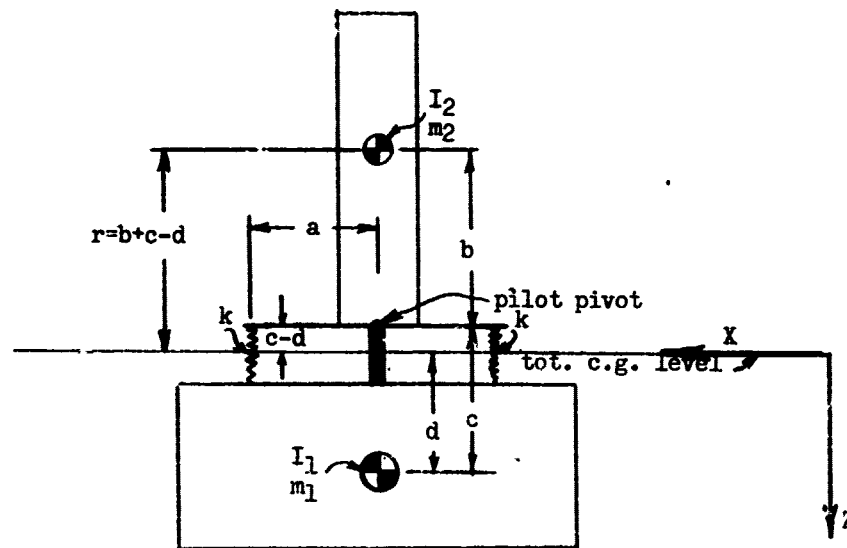 I2
m2
r=b+c-d
a
b
pilot pivot
k
c-d
k
X
tot. c.g. level
d
c
I1
m1
Z